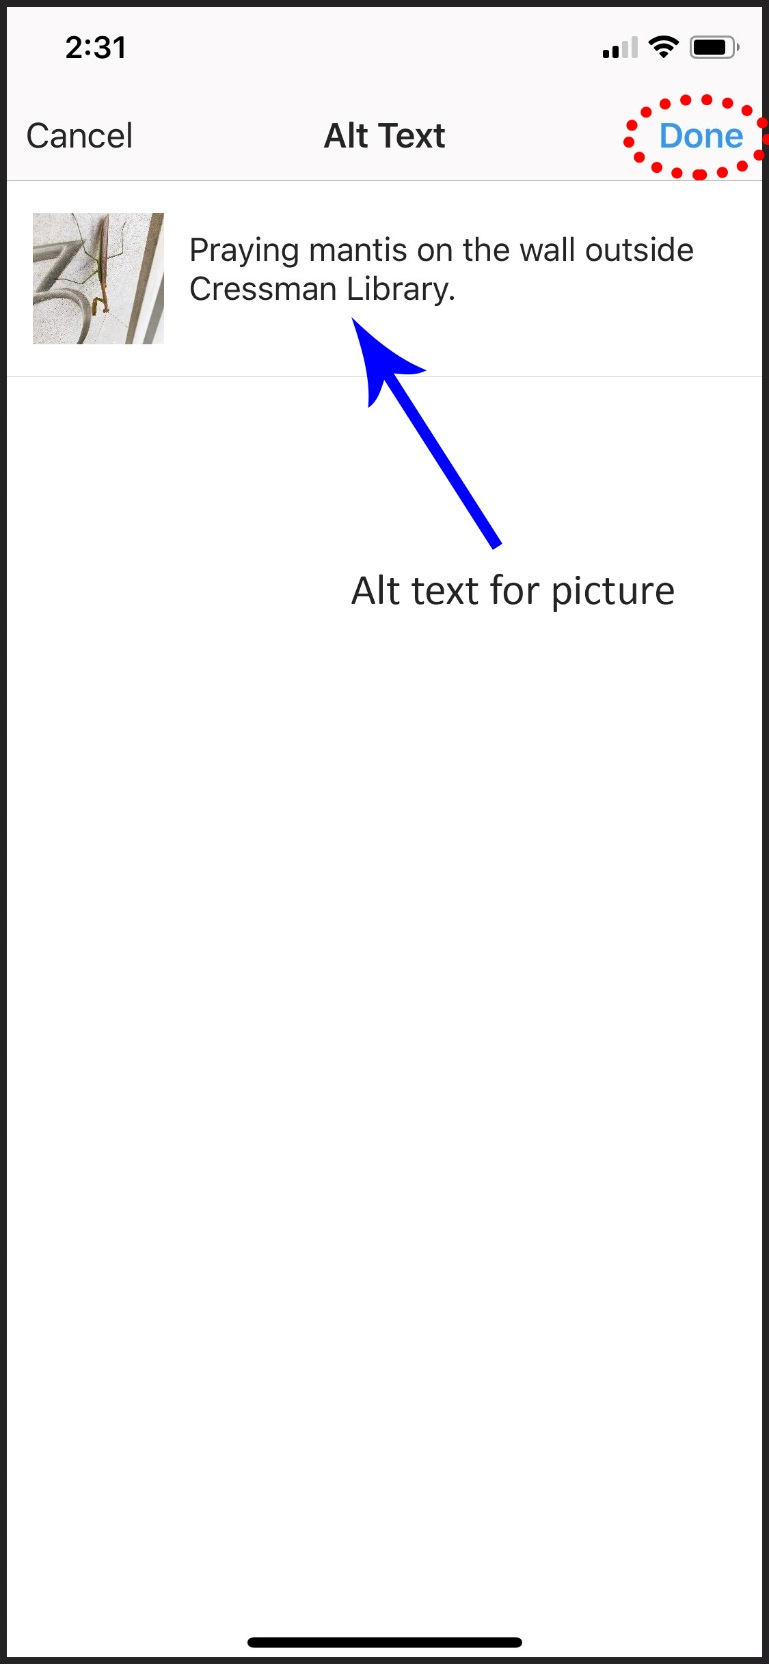 2:31
Cancel
Alt Text
Done
Praying mantis on the wall outside
Cressman Library.
Alt text for picture